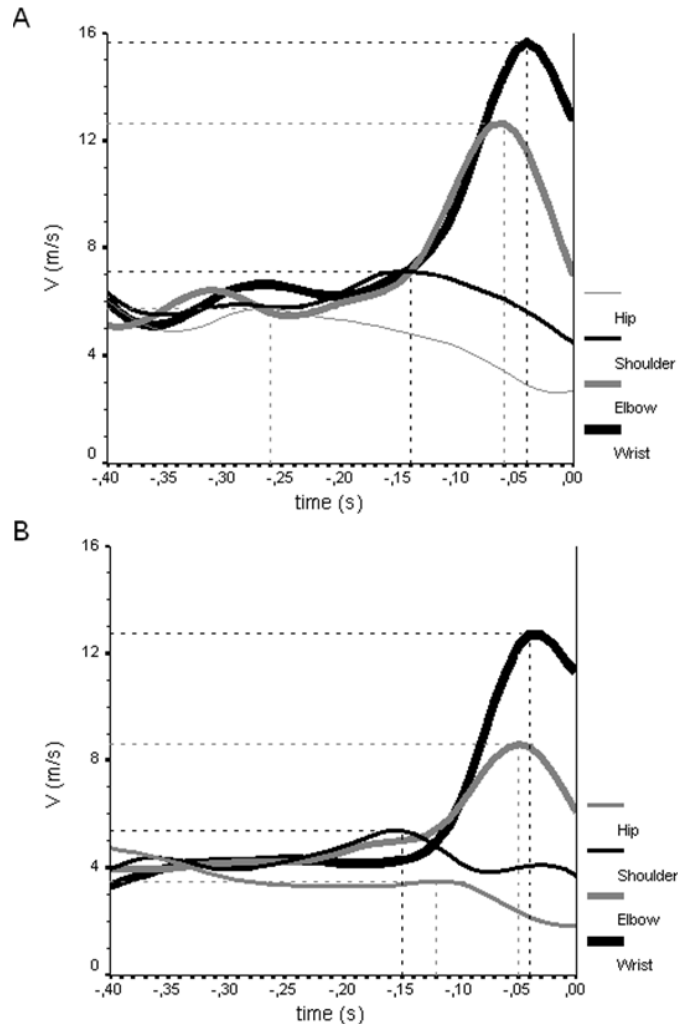 A
16
12
8
4
0
V (m/s)
-,40 -,35 -,30 -,25 -,20 -,15 -,10 -,05 ,00
time (s)
Hip
Shoulder
Elbow
Wrist
B
16
12
8
4
0
V (m/s)
-,40 -,35 -,30 -,25 -,20 -,15 -,10 -,05 ,00
time (s)
Hip
Shoulder
Elbow
Wrist